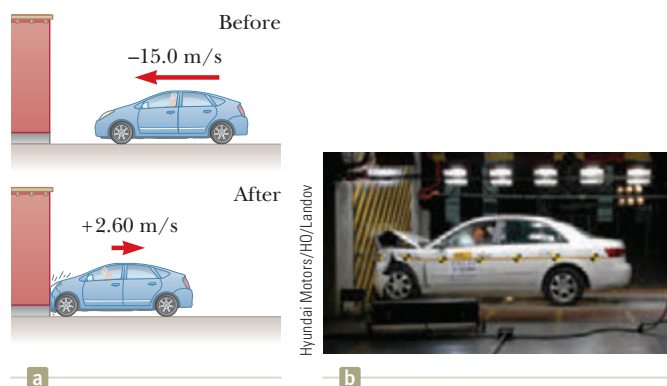 Before
–15.0 m/s
After
+2.60 m/s
Hyundai Motors/HO/Landov
a
b